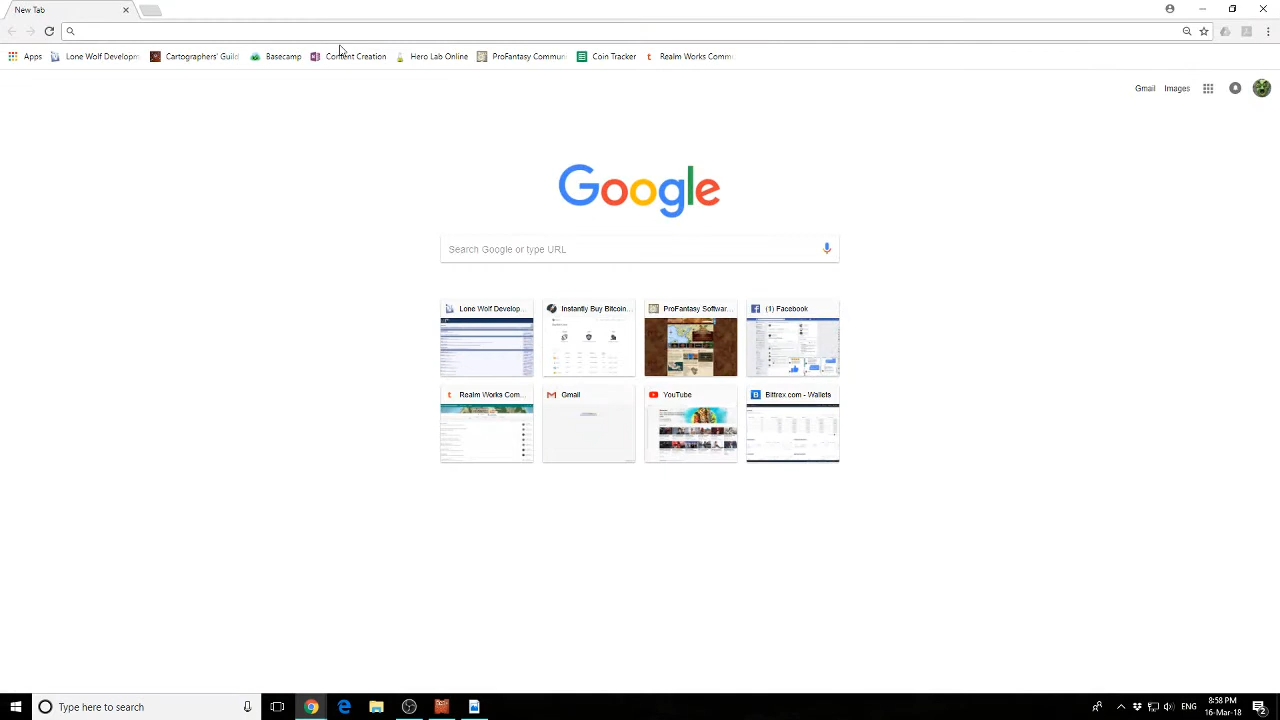 New Tab
Apps Lone Wolf Developm Cartographers' Guild Basecamp Content Creation Hero Lab Online ProFantasy Commun Coin Tracker Realm Works Commu
Gmail Images
Google
Search Google or type URL
Lone Wolf Develop... Instantly Buy Bitcoin... ProFantasy Softwar... (1) Facebook
Realm Works Com... Gmail YouTube Bittrex.com - Wallets
Type here to search
ENG
8:58 PM
16-Mar-18
2